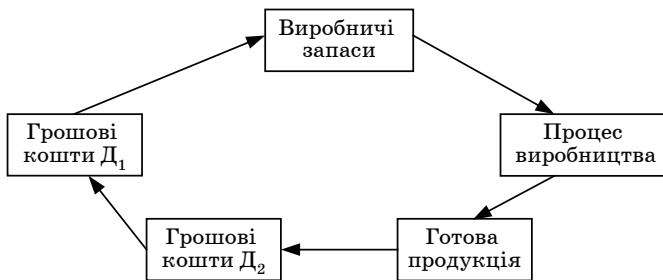 Виробничі
запаси
Грошові
кошти Д₁
Процес
виробництва
Грошові
кошти Д₂
Готова
продукція